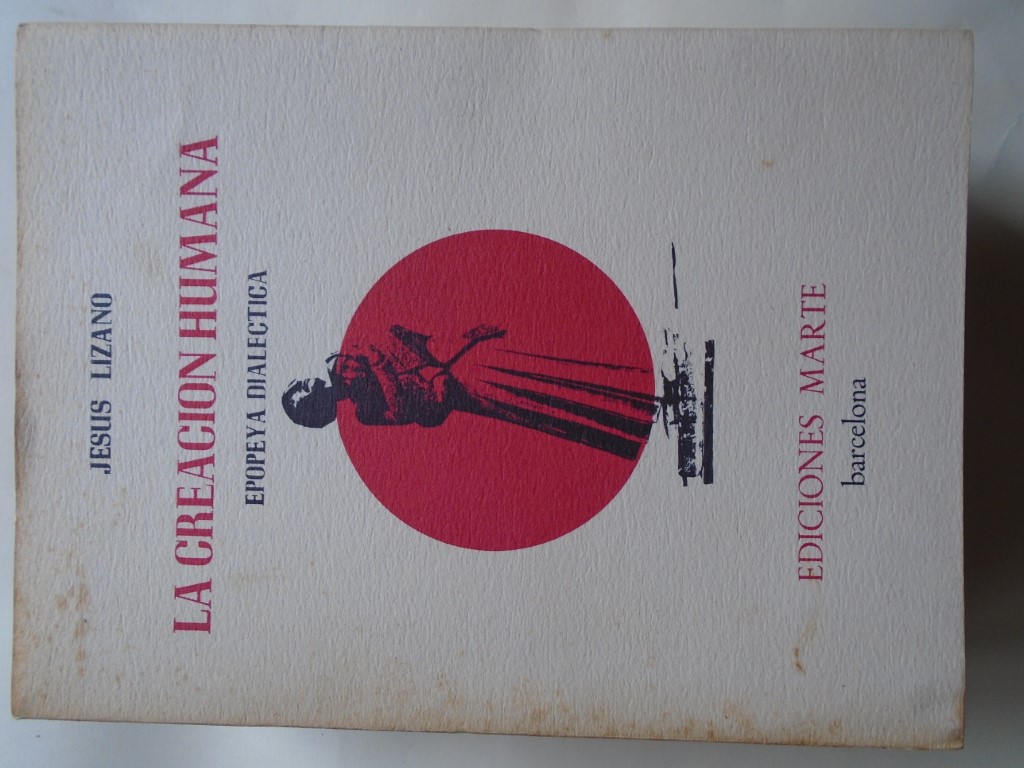 JESUS LIZANO
LA CREACION HUMANA
EPOPEYA DIALECTICA
EDICIONES MARTE
barcelona